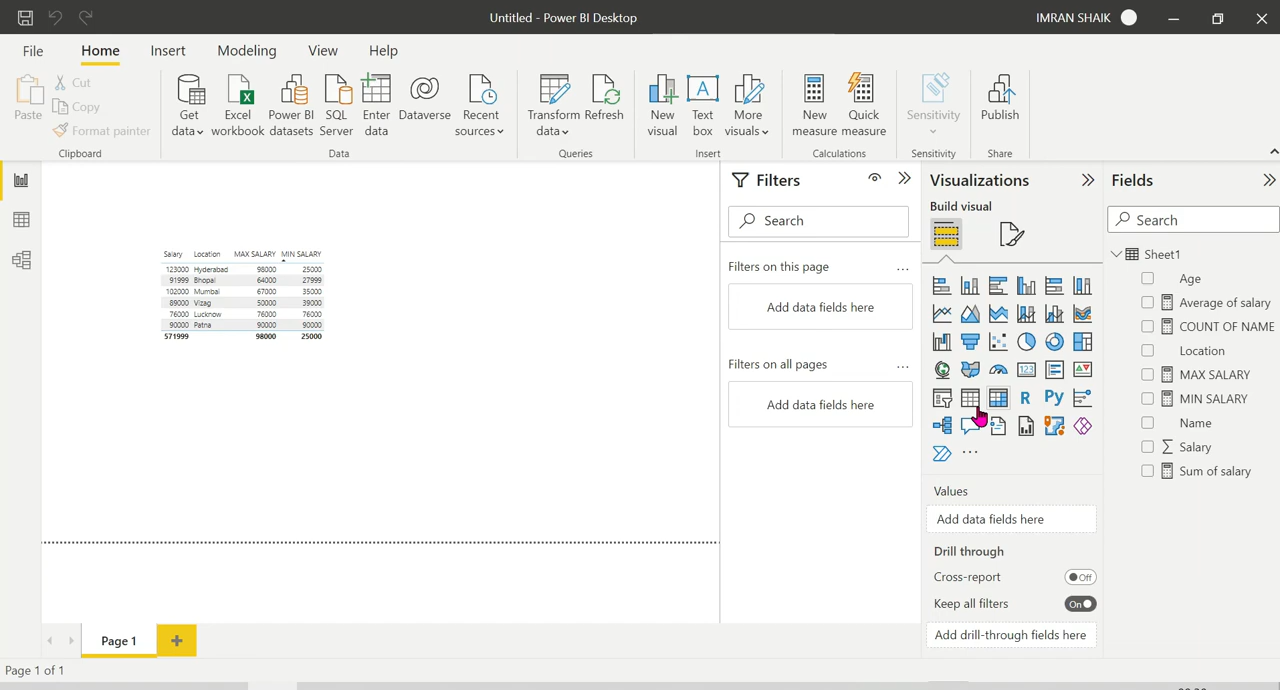 Untitled - Power BI Desktop
IMRAN SHAIK
File Home Insert Modeling View Help
Paste
Cut
Copy
Format painter
Clipboard
Get data
Excel workbook
PowerBI datasets
SQL Server
Enter data
Dataverse
Recent sources
Data
Transform data
Refresh
Queries
New visual
Text box
More visuals
Insert
New measure
Quick measure
Calculations
Sensitivity
Sensitivity
Publish
Share
Salary Location MAX SALARY MIN SALARY
123000 Hyderabad 98000 25000
91999 Bhopal 64000 27999
102000 Mumbai 67000 35000
89000 Vizag 50000 39000
76000 Lucknow 76000 76000
90000 Patna 90000 90000
571999 98000 25000
Filters
Search
Filters on this page ...
Add data fields here
Filters on all pages ...
Add data fields here
Visualizations
Build visual
123
R Py
...
Values
Add data fields here
Drill through
Cross-report Off
Keep all filters On
Add drill-through fields here
Fields
Search
Sheet1
Age
Average of salary
COUNT OF NAME
Location
MAX SALARY
MIN SALARY
Name
Salary
Sum of salary
Page 1
Page 1 of 1